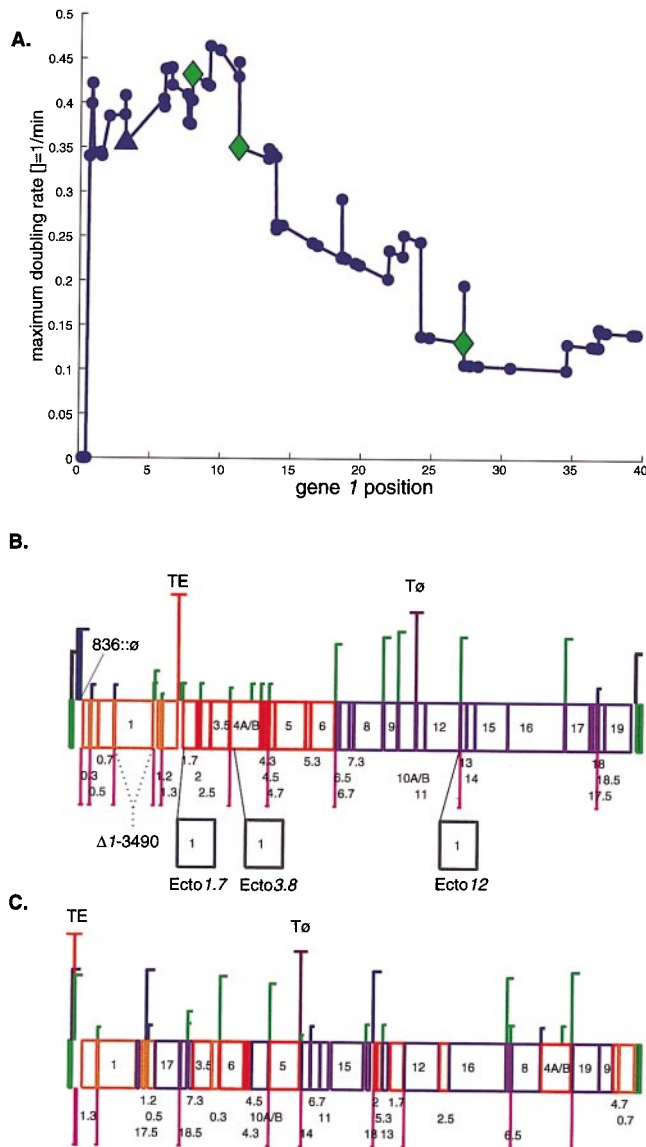 A.
maximum doubling rate []=1/min
0.5
0.45
0.4
0.35
0.3
0.25
0.2
0.15
0.1
0.05
0
0 5 10 15 20 25 30 35 40
gene 1 position
B.
TE
Tø
836::ø
1 3.5 4A/B 5 6 8 9 12 15 16 17 19
0.7 1.7 4.3 5.3 7.3 13 18
0.3 1.2 2 4.5 6.5 10A/B 14 18.5
0.5 1.3 2.5 4.7 6.7 11 17.5
Δ1-3490
1 1 1
Ecto1.7 Ecto3.8 Ecto12
C.
TE
Tø
1 17 3.5 6 5 15 12 16 8 4A/B 19 9
1.2 7.3 4.5 6.7 2 1.7 4.7
1.3 0.5 0.3 10A/B 11 5.3 2.5 0.7
17.5 18.5 4.3 14 18 13 6.5